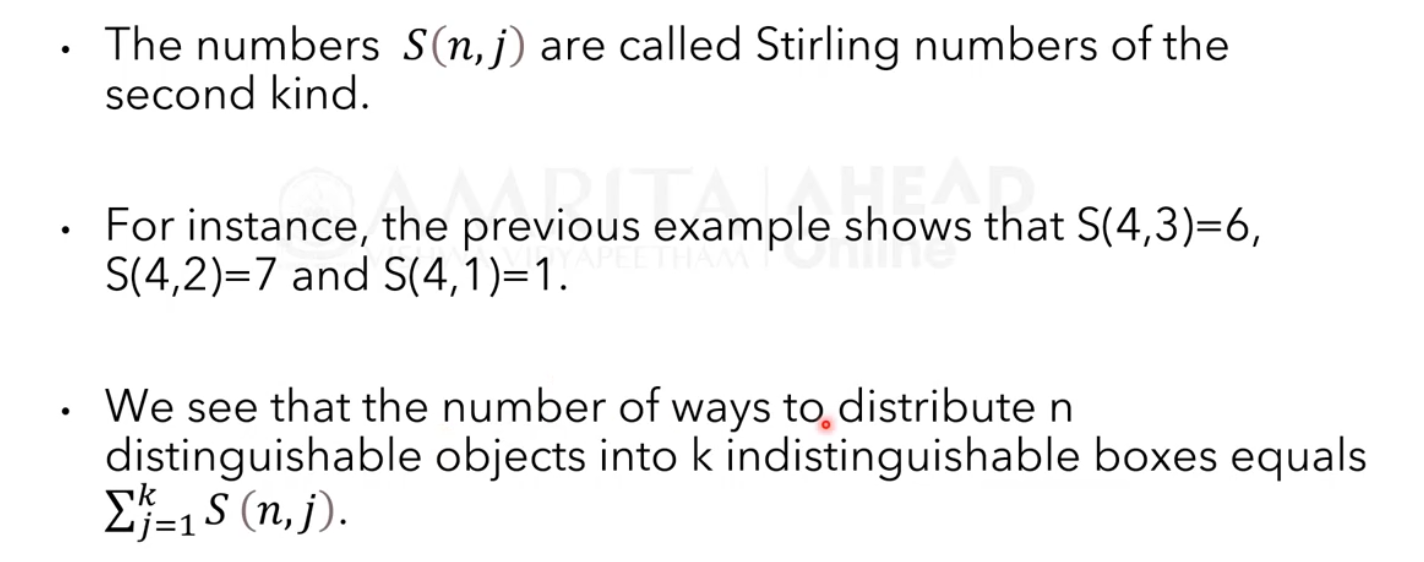 • The numbers S(n,j) are called Stirling numbers of the
second kind.
AMRITA | AHEAD
VISHWA VIDYAPEETHAM | Online
• For instance, the previous example shows that S(4,3)=6,
S(4,2)=7 and S(4,1)=1.
• We see that the number of ways to distribute n
distinguishable objects into k indistinguishable boxes equals
∑ᵏⱼ₌₁ S (n,j).